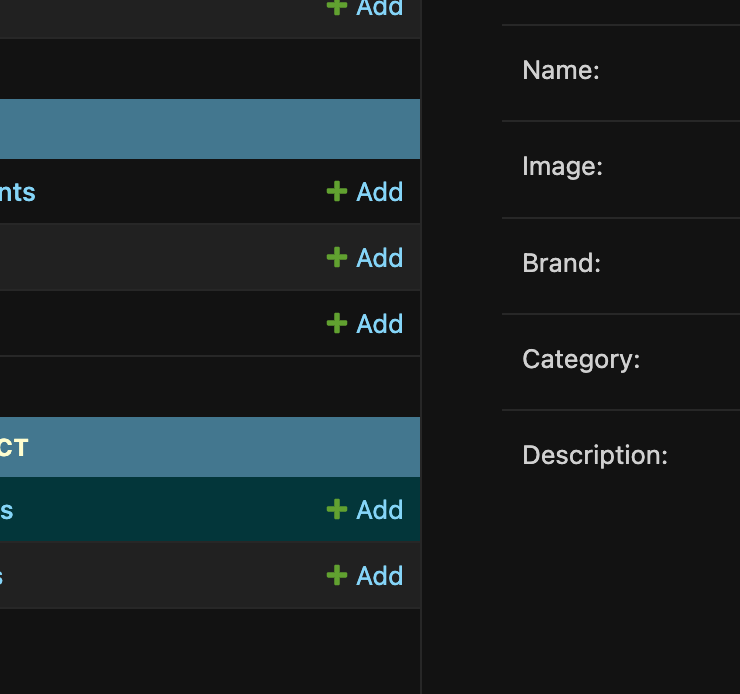 Add
nts
Add
Add
Add
CT
s
Add
s
Add
Name:
Image:
Brand:
Category:
Description: